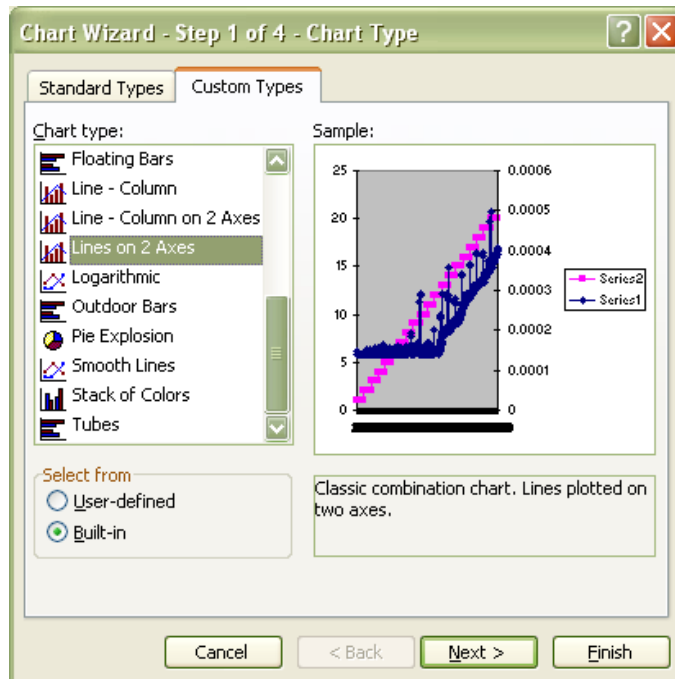 Chart Wizard - Step 1 of 4 - Chart Type
Standard Types
Custom Types
Chart type:
Floating Bars
Line - Column
Line - Column on 2 Axes
Lines on 2 Axes
Logarithmic
Outdoor Bars
Pie Explosion
Smooth Lines
Stack of Colors
Tubes
Sample:
25
20
15
10
5
0
0.0006
0.0005
0.0004
0.0003
0.0002
0.0001
0
Series2
Series1
Select from
User-defined
Built-in
Classic combination chart. Lines plotted on
two axes.
Cancel
< Back
Next >
Finish